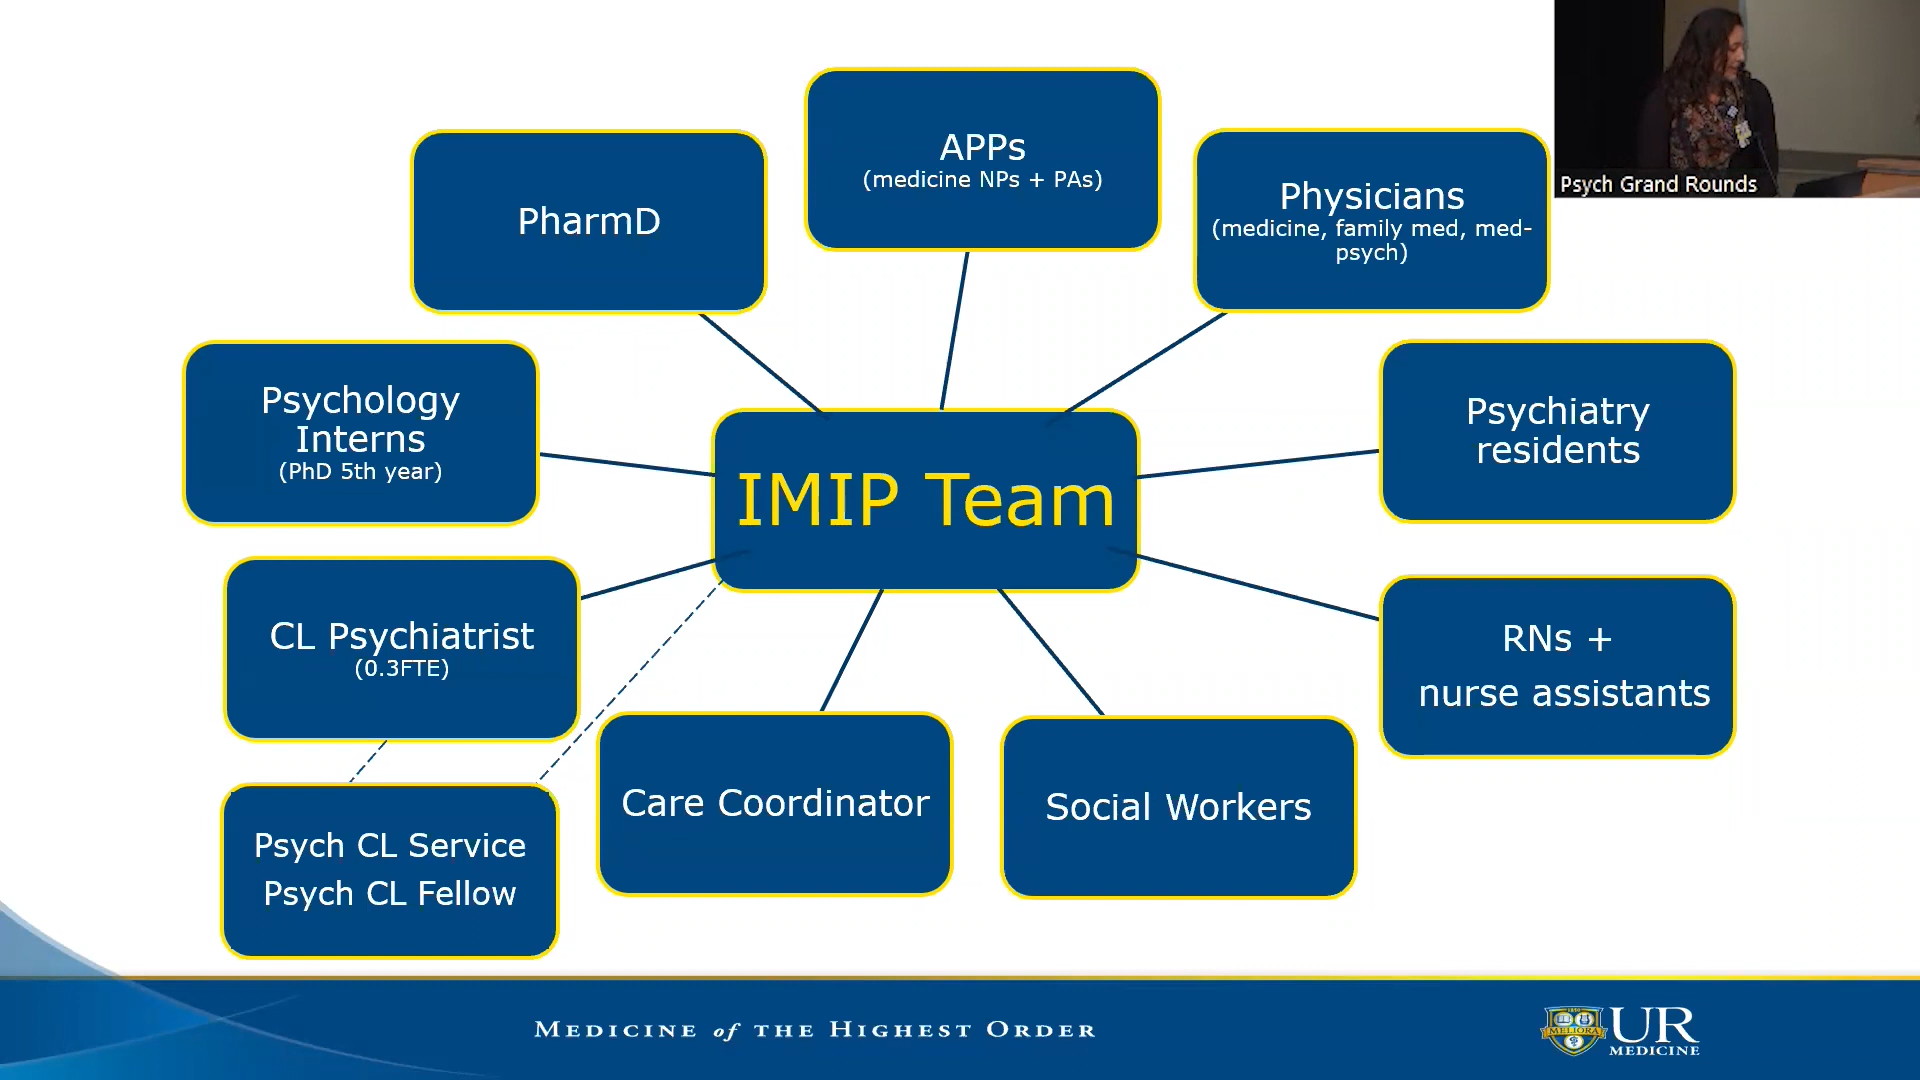 APPs
(medicine NPs + PAs)
PharmD
Physicians
(medicine, family med, med-
psych)
Psych Grand Rounds
Psychology
Interns
(PhD 5th year)
Psychiatry
residents
IMIP Team
CL Psychiatrist
(0.3FTE)
RNs +
nurse assistants
Care Coordinator
Social Workers
Psych CL Service
Psych CL Fellow
MEDICINE of THE HIGHEST ORDER
MELIORA
UR
MEDICINE